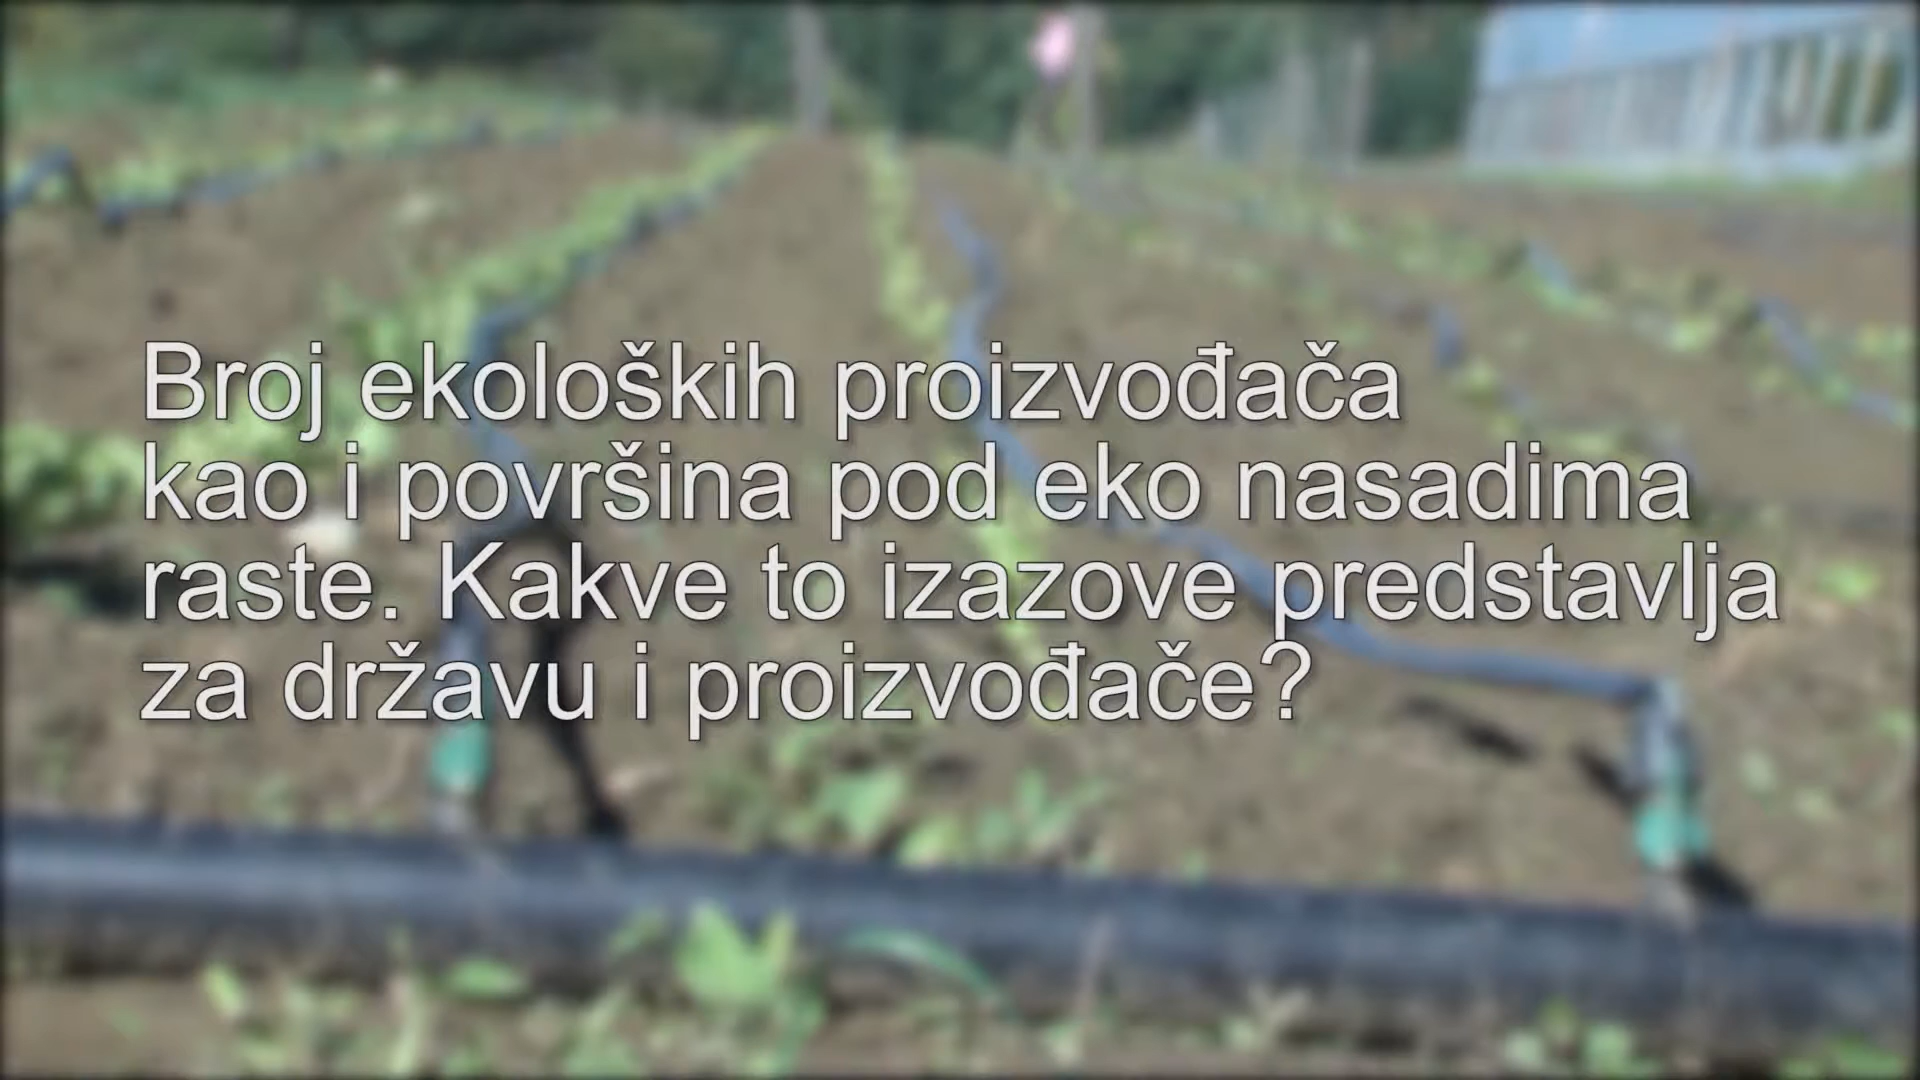 Broj ekoloških proizvođača
kao i površina pod eko nasadima
raste. Kakve to izazove predstavlja
za državu i proizvođače?